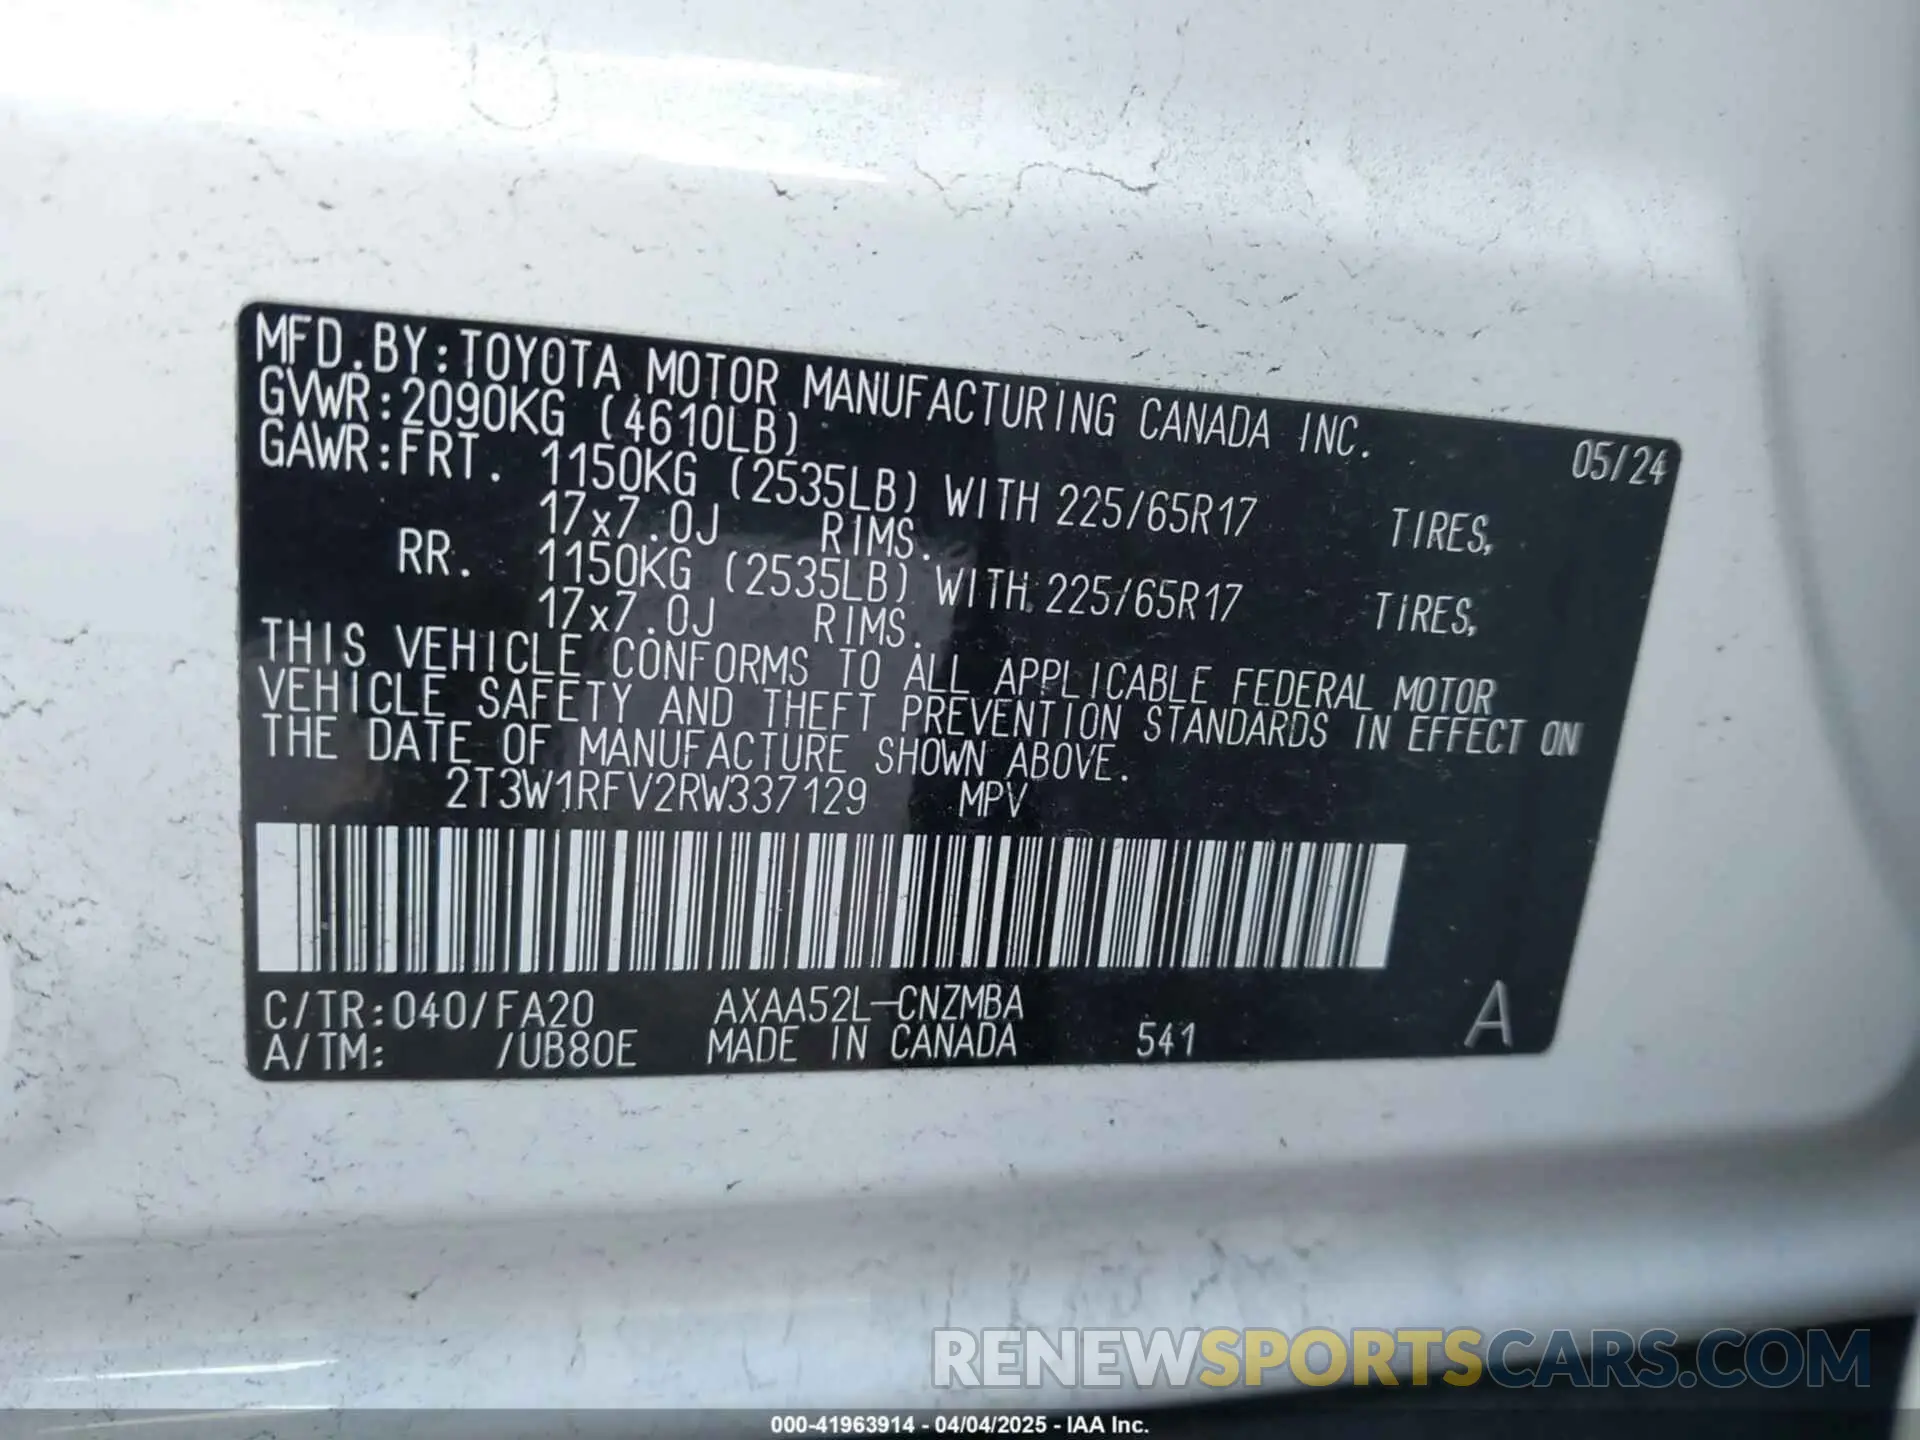 MFD.BY:TOYOTA MOTOR MANUFACTURING CANADA INC. 05/24
GVWR:2090KG (4610LB)
GAWR:FRT. 1150KG (2535LB) WITH 225/65R17 TIRES,
17x7.0J RIMS.
RR. 1150KG (2535LB) WITH 225/65R17 TIRES,
17x7.0J RIMS.
THIS VEHICLE CONFORMS TO ALL APPLICABLE FEDERAL MOTOR
VEHICLE SAFETY AND THEFT PREVENTION STANDARDS IN EFFECT ON
THE DATE OF MANUFACTURE SHOWN ABOVE.
2T3W1RFV2RW337129 MPV
C/TR:040/FA20 AXAA52L-CNZMBA
A/TM: /UB80E MADE IN CANADA 541 A
RENEWSPORTSCARS.COM
000-41963914 - 04/04/2025 - IAA Inc.